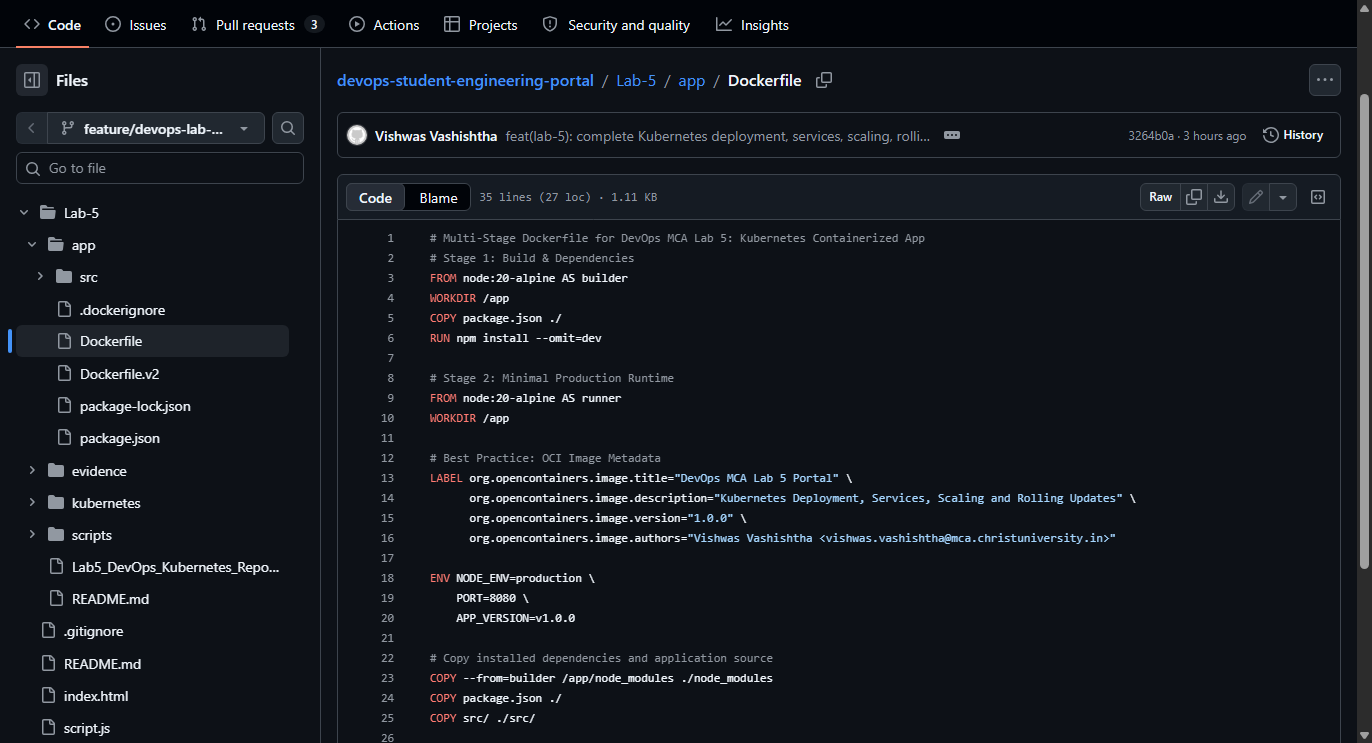 Code Issues Pull requests 3 Actions Projects Security and quality Insights
Files
feature/devops-lab-...
Go to file
Lab-5
app
src
.dockerignore
Dockerfile
Dockerfile.v2
package-lock.json
package.json
evidence
kubernetes
scripts
Lab5_DevOps_Kubernetes_Repo...
README.md
.gitignore
README.md
index.html
script.js
devops-student-engineering-portal / Lab-5 / app / Dockerfile
Vishwas Vashishtha feat(lab-5): complete Kubernetes deployment, services, scaling, rolli... 3264b0a · 3 hours ago History
Code Blame 35 lines (27 loc) · 1.11 KB Raw
1 # Multi-Stage Dockerfile for DevOps MCA Lab 5: Kubernetes Containerized App
2 # Stage 1: Build & Dependencies
3 FROM node:20-alpine AS builder
4 WORKDIR /app
5 COPY package.json ./
6 RUN npm install --omit=dev
7
8 # Stage 2: Minimal Production Runtime
9 FROM node:20-alpine AS runner
10 WORKDIR /app
11
12 # Best Practice: OCI Image Metadata
13 LABEL org.opencontainers.image.title="DevOps MCA Lab 5 Portal" \
14 org.opencontainers.image.description="Kubernetes Deployment, Services, Scaling and Rolling Updates" \
15 org.opencontainers.image.version="1.0.0" \
16 org.opencontainers.image.authors="Vishwas Vashishtha <vishwas.vashishtha@mca.christuniversity.in>"
17
18 ENV NODE_ENV=production \
19 PORT=8080 \
20 APP_VERSION=v1.0.0
21
22 # Copy installed dependencies and application source
23 COPY --from=builder /app/node_modules ./node_modules
24 COPY package.json ./
25 COPY src/ ./src/
26